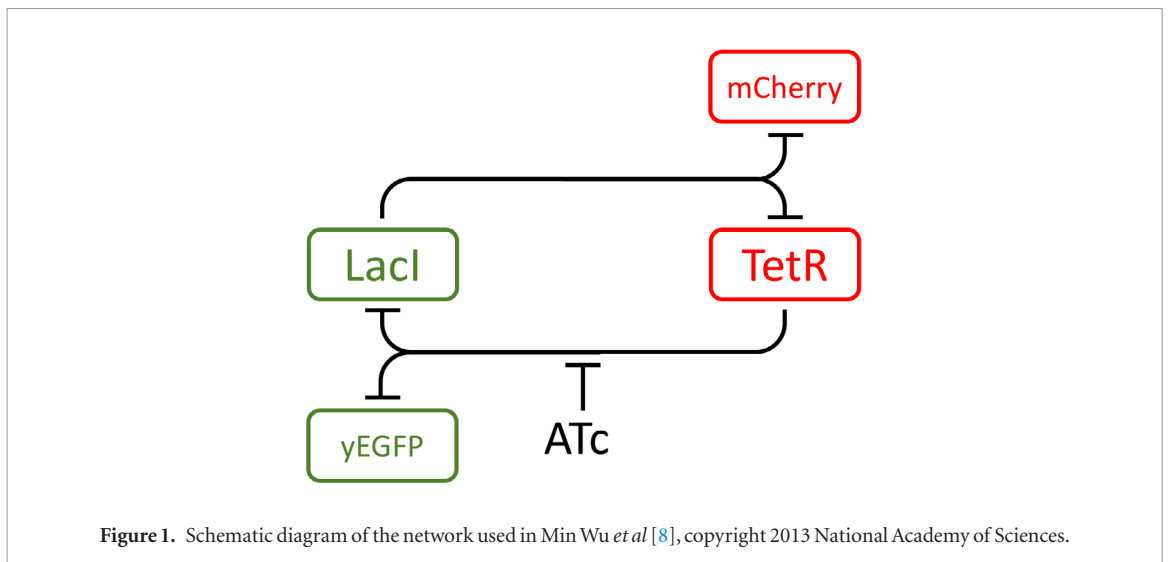 mCherry
LacI
TetR
yEGFP
ATc
Figure 1. Schematic diagram of the network used in Min Wu et al [8], copyright 2013 National Academy of Sciences.